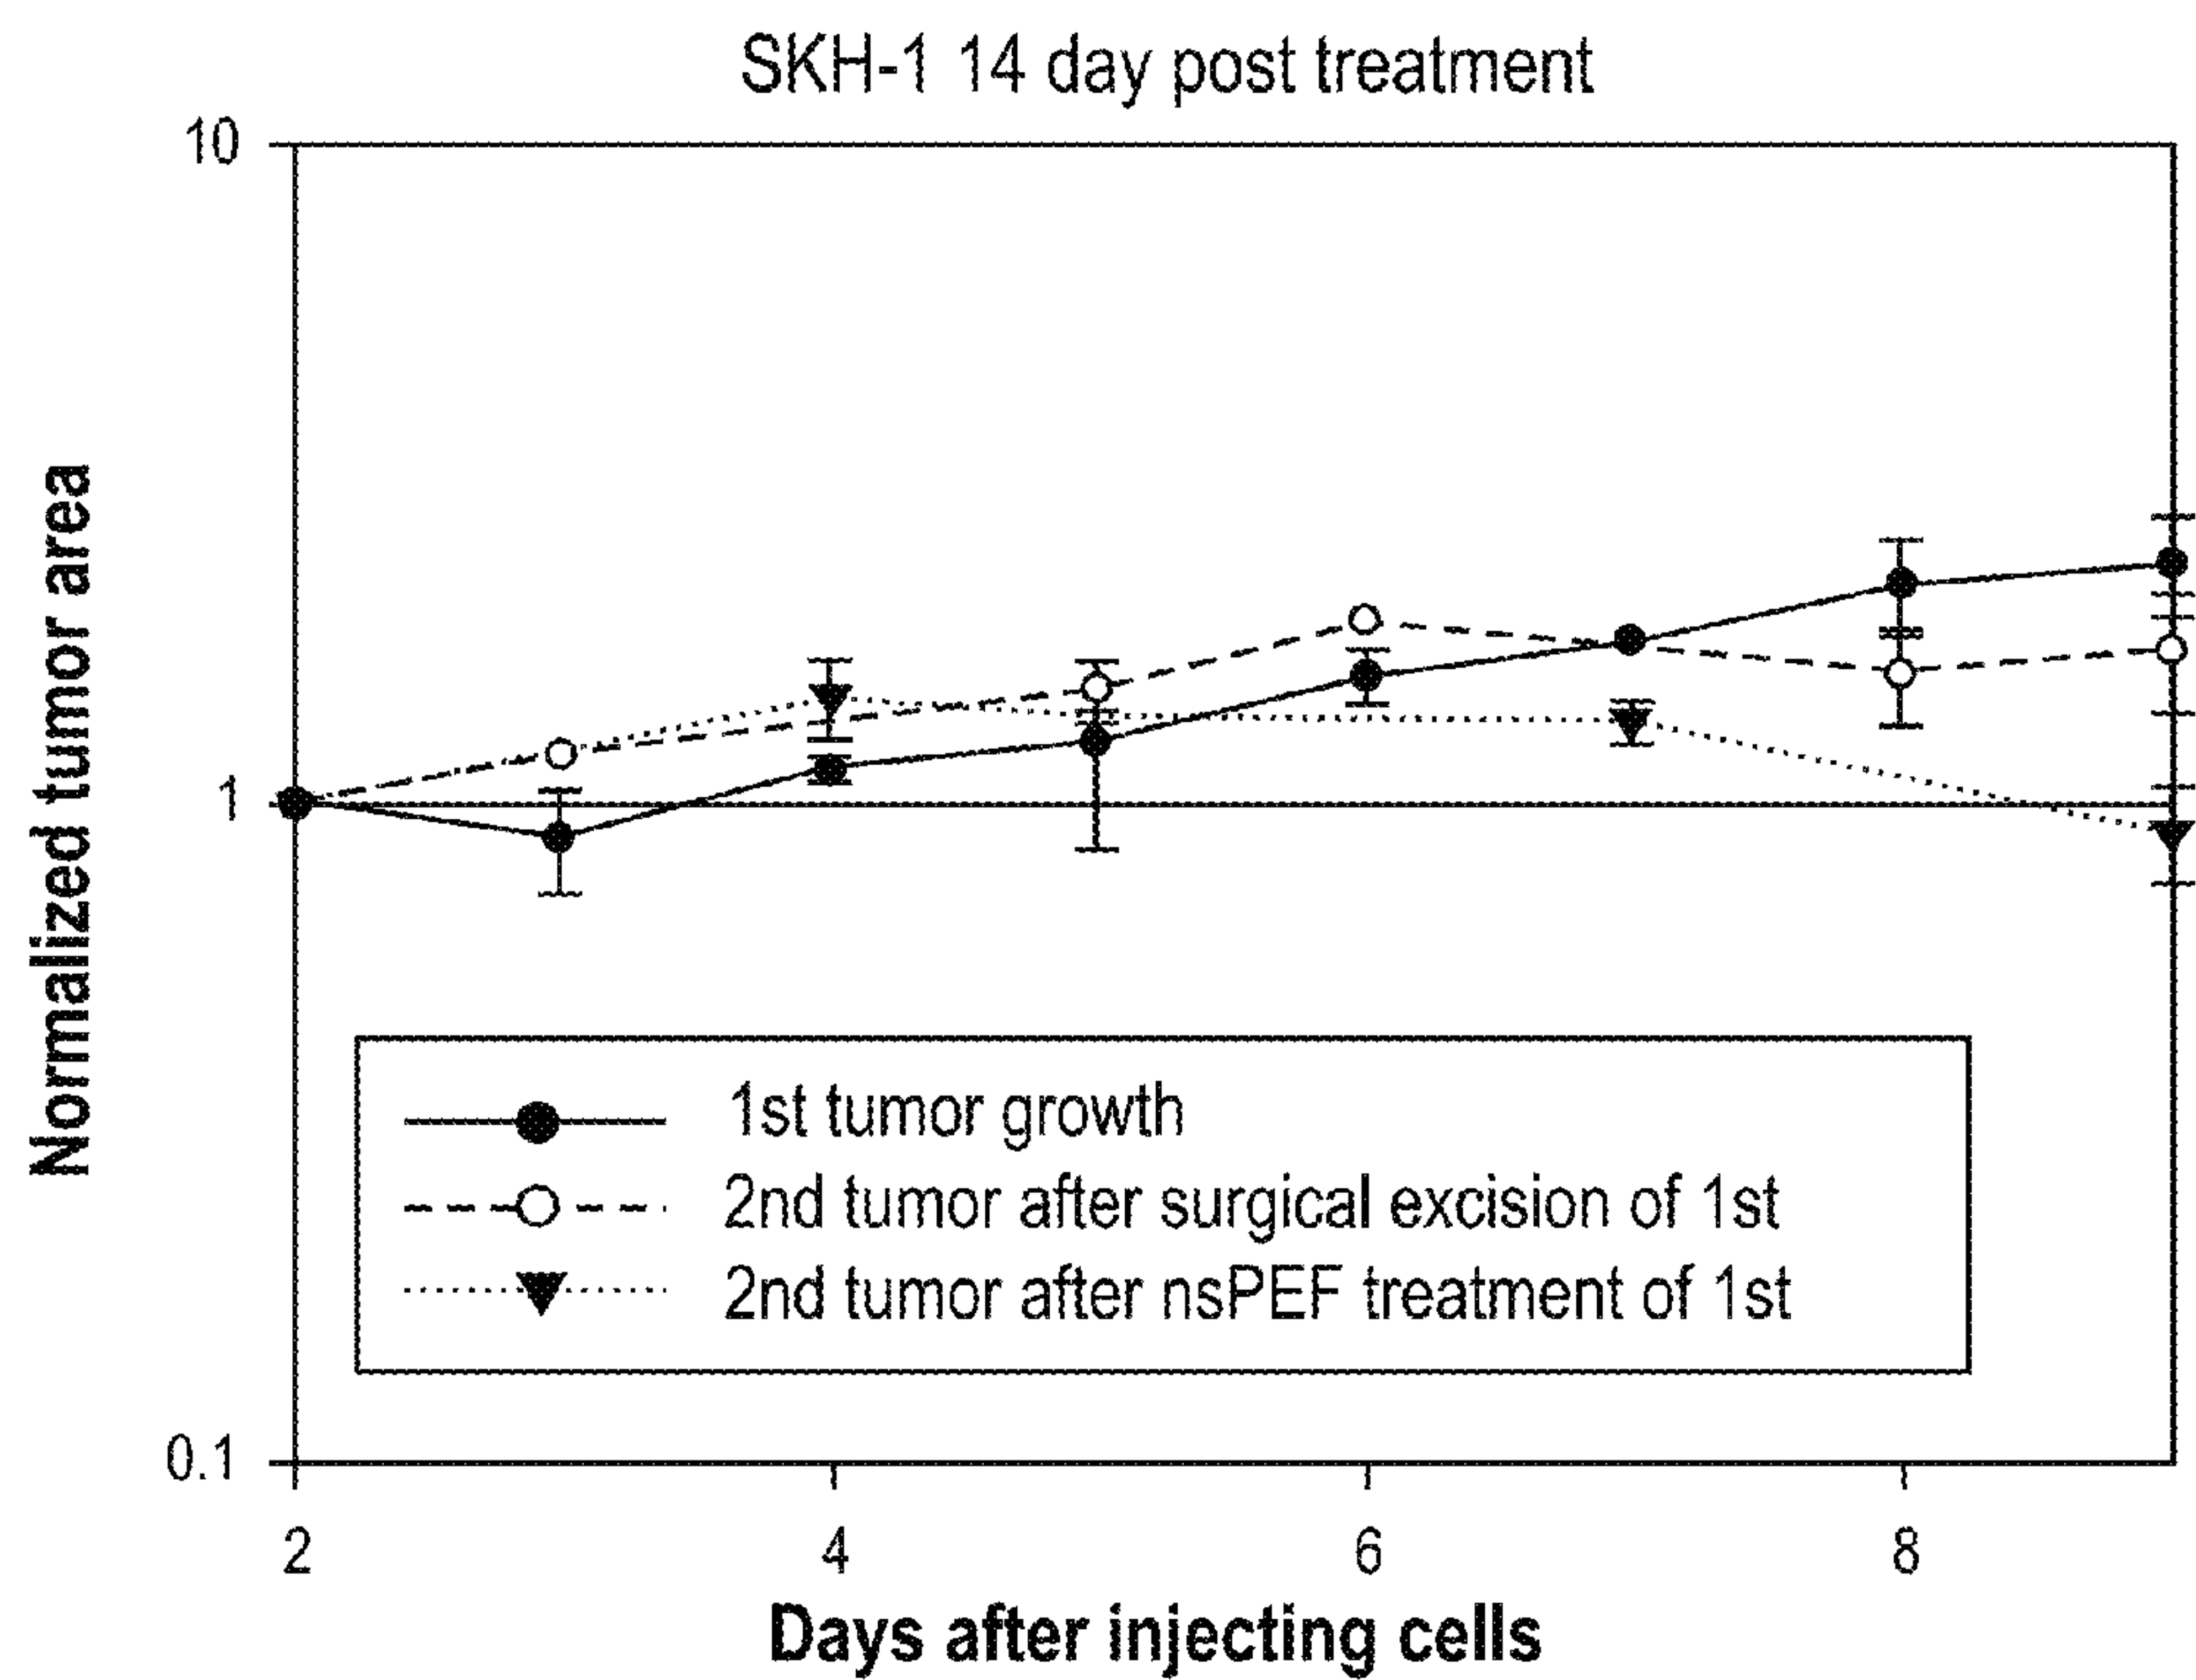 SKH-1 14 day post treatment
10
1
0.1
Normalized tumor area
1st tumor growth
2nd tumor after surgical excision of 1st
2nd tumor after nsPEF treatment of 1st
2 4 6 8
Days after injecting cells